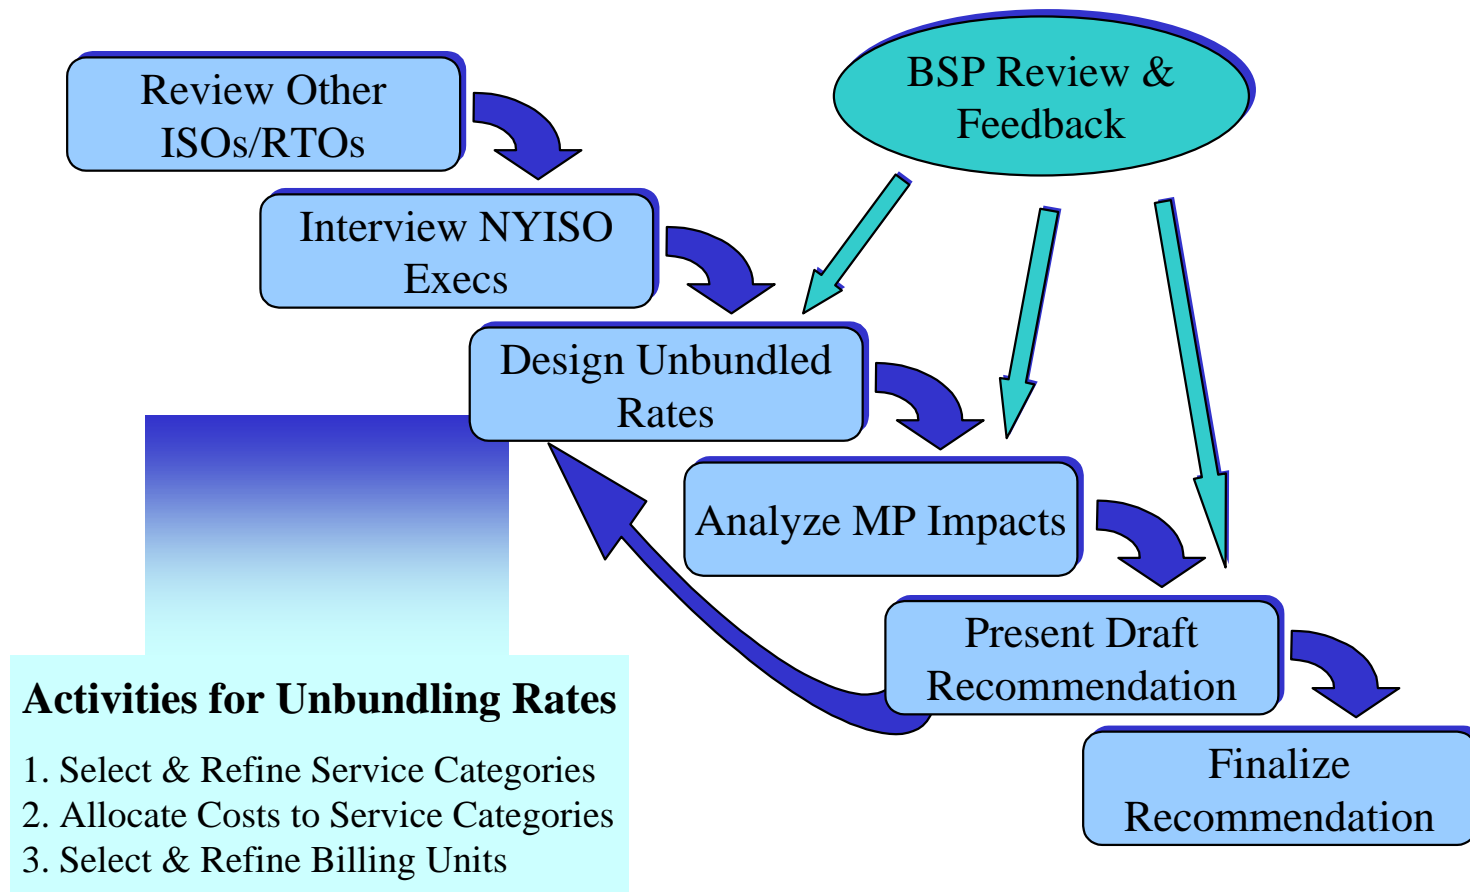 Review Other
ISOs/RTOs
BSP Review &
Feedback
Interview NYISO
Execs
Design Unbundled
Rates
Analyze MP Impacts
Present Draft
Recommendation
Finalize
Recommendation
Activities for Unbundling Rates
1. Select & Refine Service Categories
2. Allocate Costs to Service Categories
3. Select & Refine Billing Units